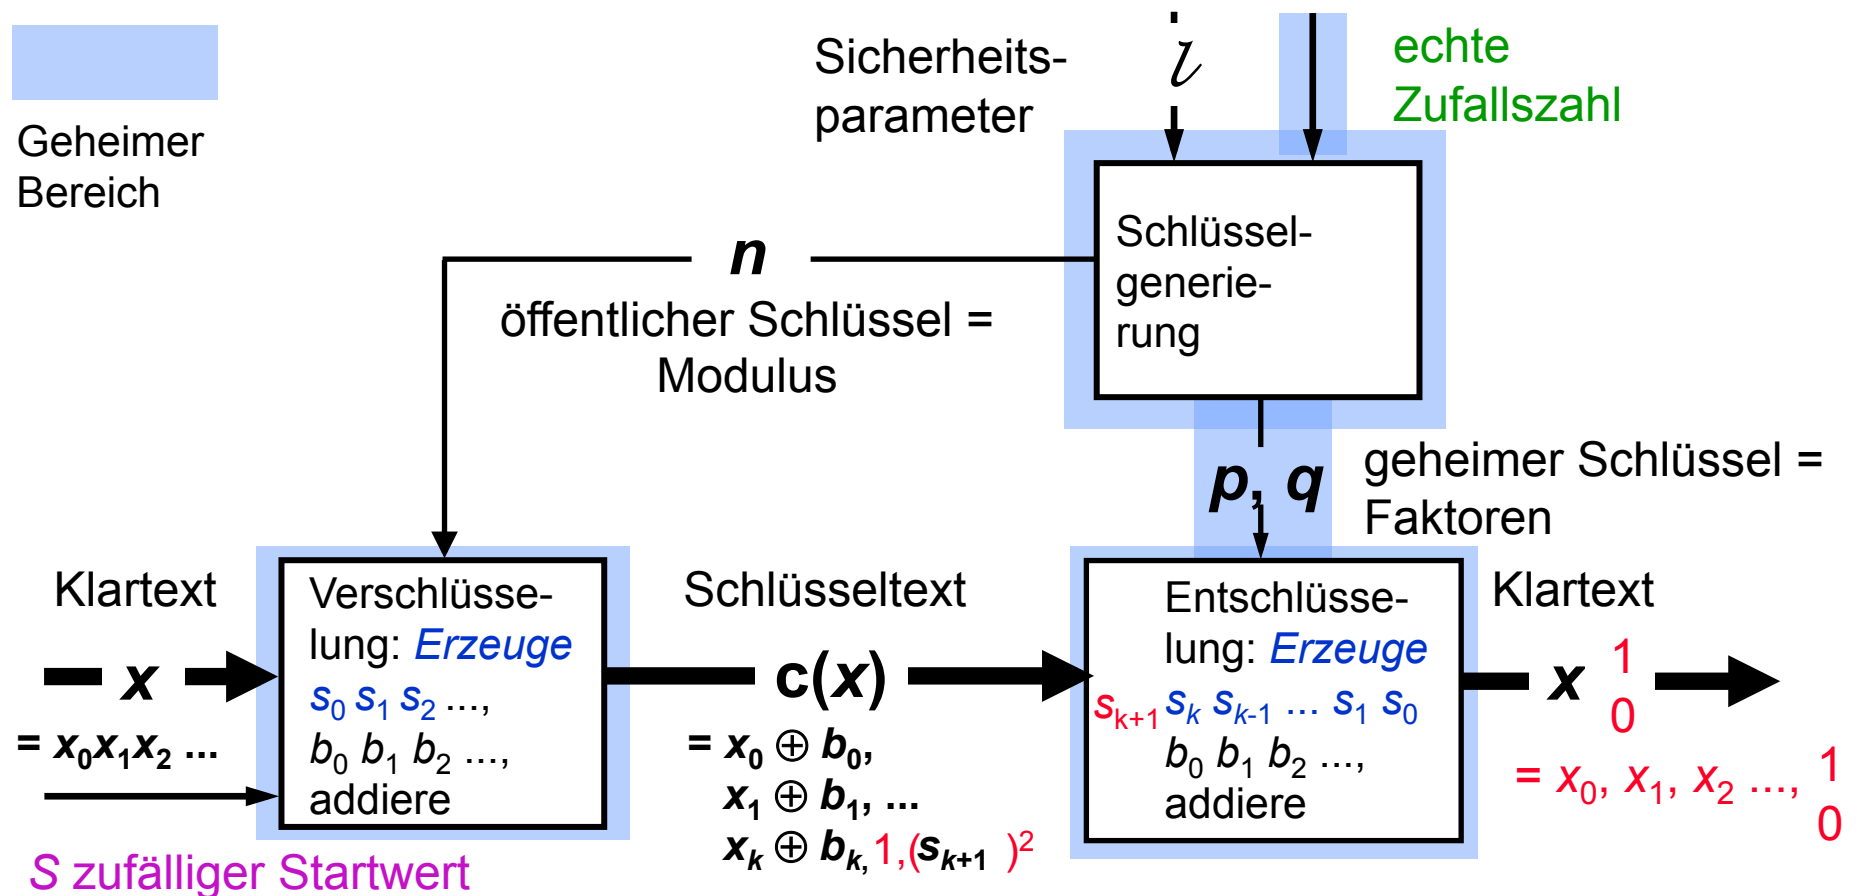 Geheimer
Bereich
Sicherheits-
parameter
l
echte
Zufallszahl
Schlüssel-
generie-
rung
n
öffentlicher Schlüssel =
Modulus
p, q
geheimer Schlüssel =
Faktoren
Klartext
x
= x₀x₁x₂ ...
S zufälliger Startwert
Verschlüsse-
lung: Erzeuge
s₀ s₁ s₂ ...,
b₀ b₁ b₂ ...,
addiere
Schlüsseltext
c(x)
= x₀ ⊕ b₀,
x₁ ⊕ b₁, ...
xₖ ⊕ bₖ, 1,(sₖ₊₁ )²
Entschlüsse-
lung: Erzeuge
sₖ₊₁ sₖ sₖ₋₁ ... s₁ s₀
b₀ b₁ b₂ ...,
addiere
Klartext
x 1
0
= x₀, x₁, x₂ ..., 1
0